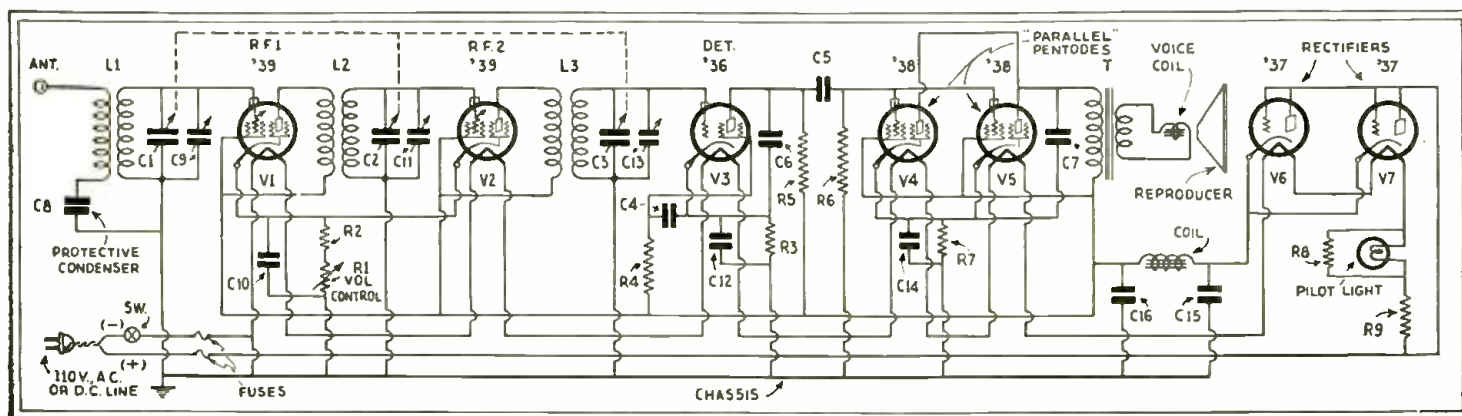 ANT.
L1
R.F.1
'39
L2
R.F.2
'39
L3
DET.
'36
C5
'38
"PARALLEL"
PENTODES
'38
T
VOICE
COIL
RECTIFIERS
'37
'37
C1
C9
V1
C2
C11
V2
C3
C13
V3
C6
R5
R6
V4
V5
C7
REPRODUCER
V6
V7
C8
PROTECTIVE
CONDENSER
C10
R2
R1
VOL
CONTROL
C4
R4
C12
R3
C14
R7
COIL
C16
C15
R8
PILOT LIGHT
R9
SW.
(-)
(+)
110V., A.C.
OR D.C. LINE
FUSES
CHASSIS